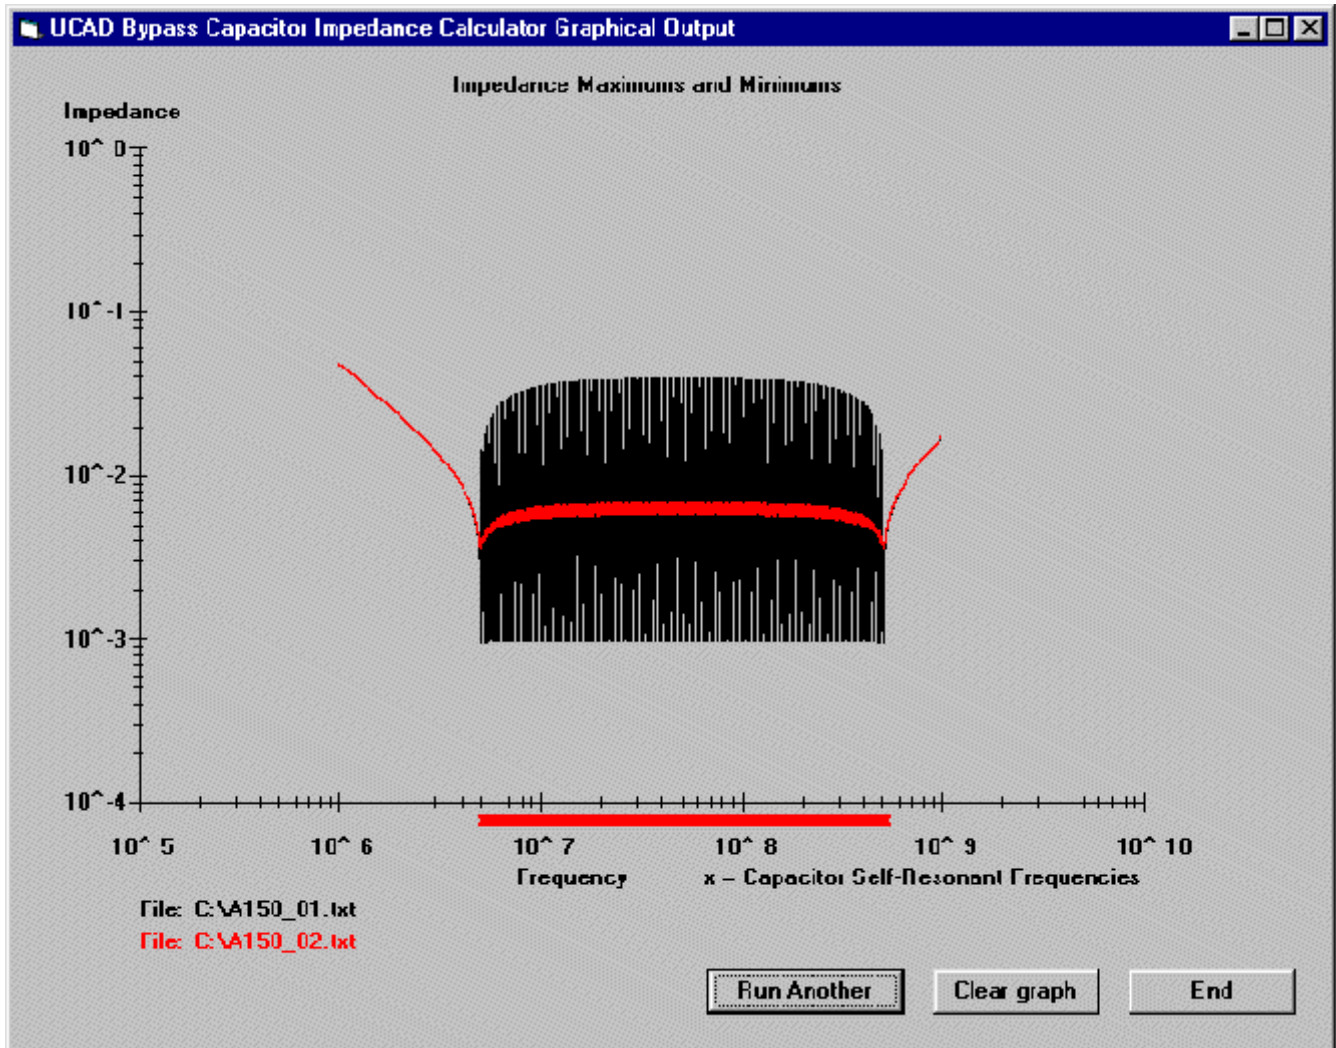 UCAD Bypass Capacitor Impedance Calculator Graphical Output
Impedance Maximums and Minimums
Impedance
10^ 0
10^ -1
10^ -2
10^ -3
10^ -4
10^ 5 10^ 6 10^ 7 10^ 8 10^ 9 10^ 10
Frequency x - Capacitor Self-Resonant Frequencies
File: C:\A150_01.txt
File: C:\A150_02.txt
Run Another Clear graph End